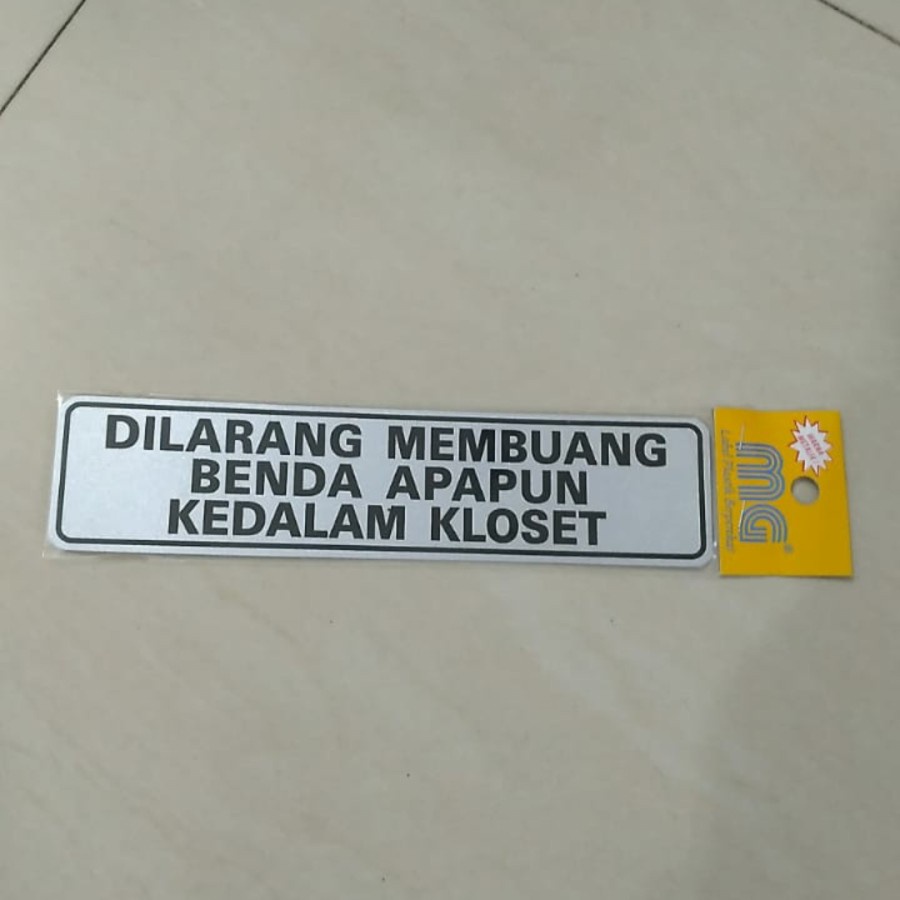 DILARANG MEMBUANG
BENDA APAPUN
KEDALAM KLOSET
mG